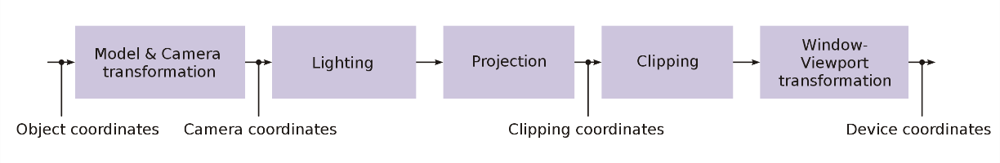 Model & Camera
transformation
Lighting
Projection
Clipping
Window-
Viewport
transformation
Object coordinates
Camera coordinates
Clipping coordinates
Device coordinates